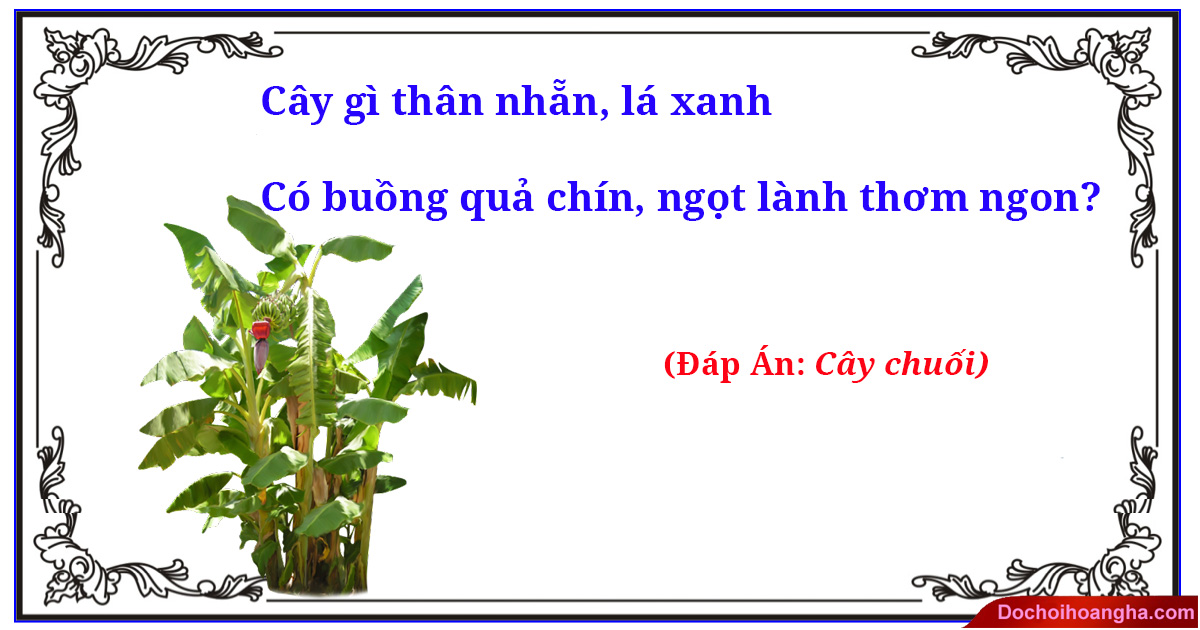 Cây gì thân nhẵn, lá xanh
Có buồng quả chín, ngọt lành thơm ngon?
(Đáp Án: Cây chuối)
Dochoihoangha.com